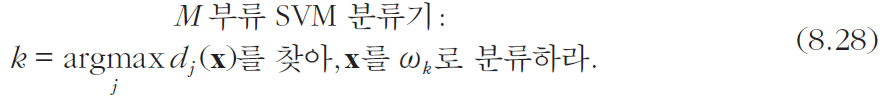 M 부류 SVM 분류기 :
k = argmax d_j(x)를 찾아, x를 ω_k로 분류하라.
j
(8.28)